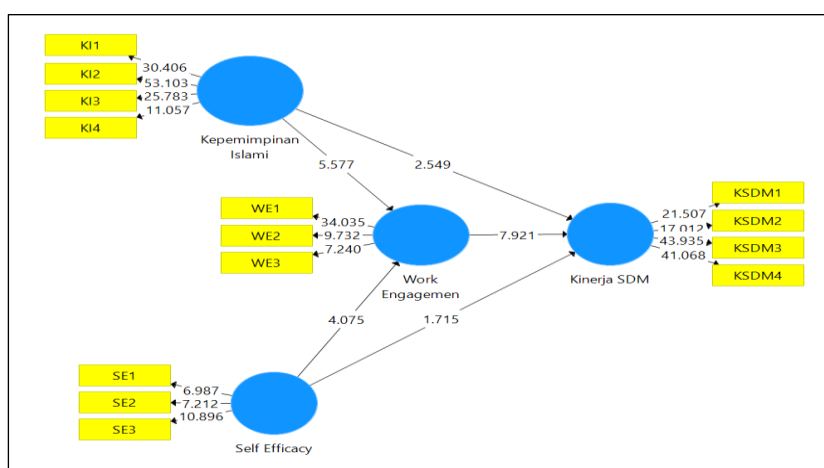 KI1
KI2
KI3
KI4
30.406
53.103
25.783
11.057
Kepemimpinan
Islami
5.577
2.549
WE1
WE2
WE3
34.035
9.732
7.240
Work
Engagemen
7.921
Kinerja SDM
21.507
17.012
43.935
41.068
KSDM1
KSDM2
KSDM3
KSDM4
4.075
1.715
SE1
SE2
SE3
6.987
7.212
10.896
Self Efficacy